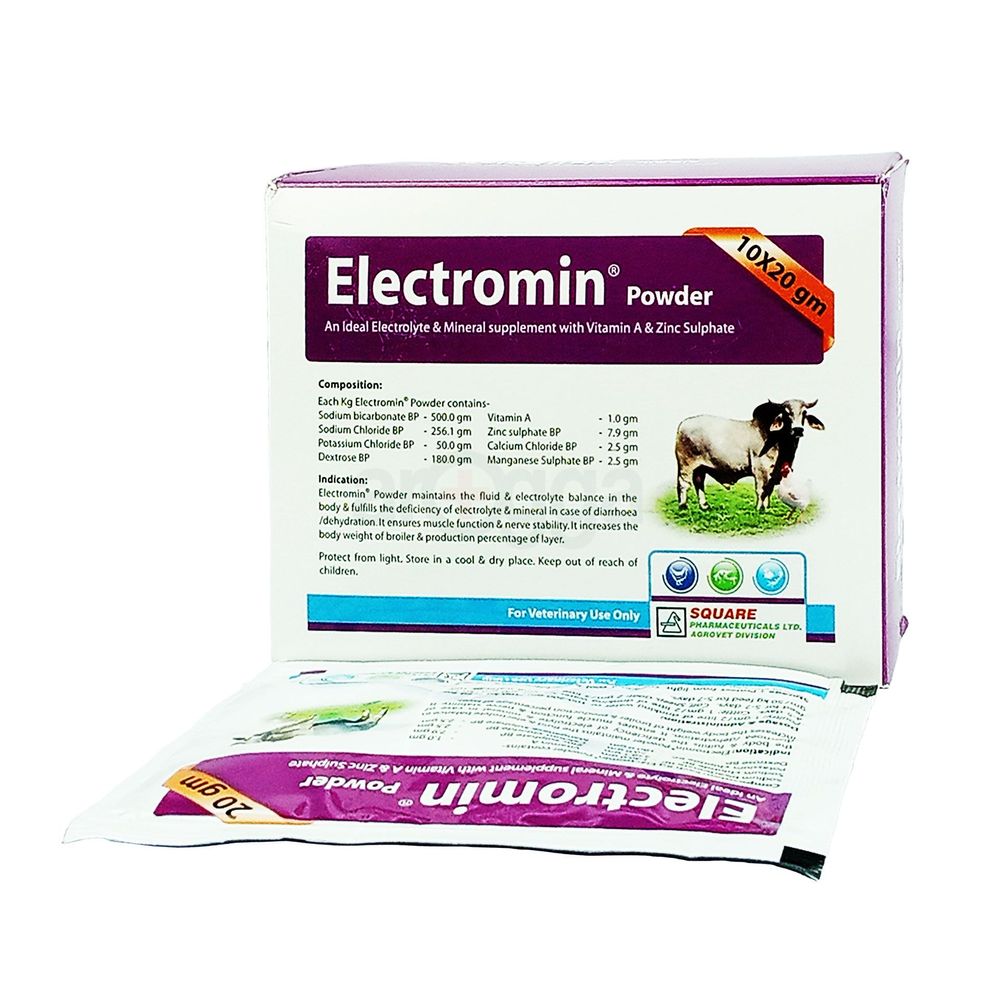 Electromin® Powder
10X20 gm
An Ideal Electrolyte & Mineral supplement with Vitamin A & Zinc Sulphate
Composition:
Each Kg Electromin® Powder contains-
Sodium bicarbonate BP - 500.0 gm Vitamin A - 1.0 gm
Sodium Chloride BP - 256.1 gm Zinc sulphate BP - 7.9 gm
Potassium Chloride BP - 50.0 gm Calcium Chloride BP - 2.5 gm
Dextrose BP - 180.0 gm Manganese Sulphate BP - 2.5 gm
Indication:
Electromin® Powder maintains the fluid & electrolyte balance in the
body & fulfills the deficiency of electrolyte & mineral in case of diarrhoea
/dehydration. It ensures muscle function & nerve stability. It increases the
body weight of broiler & production percentage of layer.
Protect from light. Store in a cool & dry place. Keep out of reach of
children.
For Veterinary Use Only
SQUARE
PHARMACEUTICALS LTD.
AGROVET DIVISION
Electromin® Powder
20 gm
An Ideal Electrolyte & Mineral supplement with Vitamin A & Zinc Sulphate